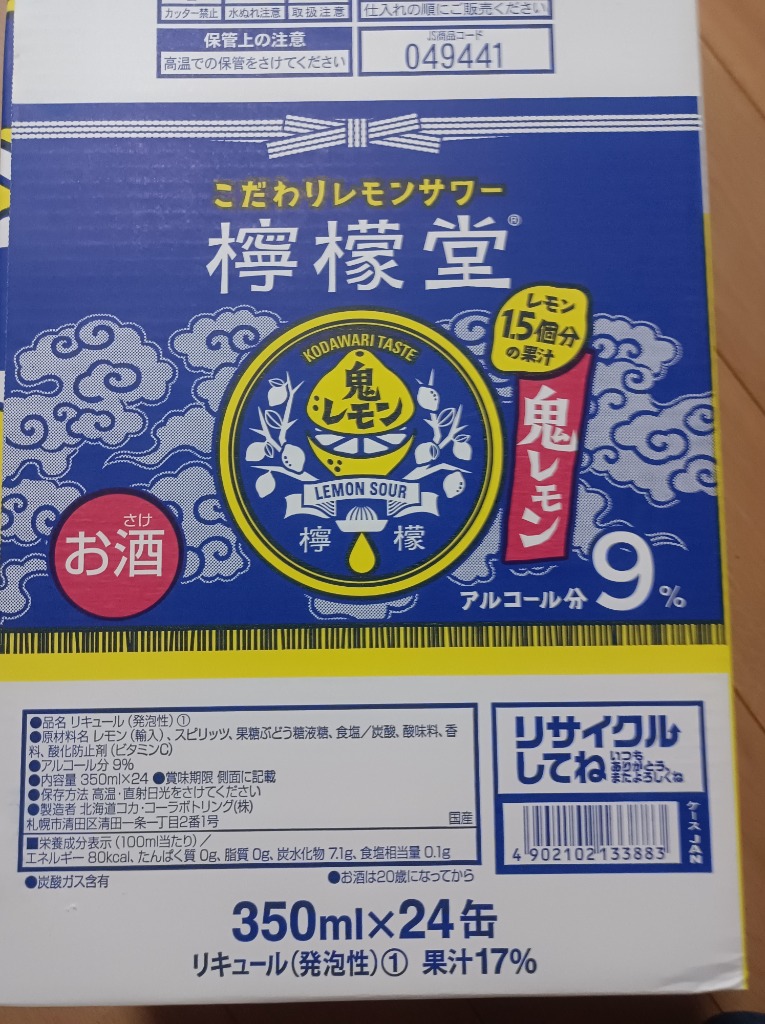 カッター禁止 水ぬれ注意 取扱注意 仕入れの順にご販売ください
保管上の注意
高温での保管をさけてください
JS商品コード
049441
こだわりレモンサワー
檸檬堂®
レモン
1.5個分
の果汁
KODAWARI TASTE
鬼
レモン
LEMON SOUR
檸檬
鬼レモン
さけ
お酒
アルコール分 9%
●品名 リキュール(発泡性)①
●原材料名 レモン(輸入)、スピリッツ、果糖ぶどう糖液糖、食塩/炭酸、酸味料、香
料、酸化防止剤(ビタミンC)
●アルコール分 9%
●内容量 350ml×24 ●賞味期限 側面に記載
●保存方法 高温・直射日光をさけてください
●製造者 北海道コカ・コーラボトリング(株)
札幌市清田区清田一条一丁目2番1号
国産
■栄養成分表示(100ml当たり)/
エネルギー 80kcal、たんぱく質 0g、脂質 0g、炭水化物 7.1g、食塩相当量 0.1g
●炭酸ガス含有 ●お酒は20歳になってから
リサイクル
してね
いつも
ありがとう、
またよろしくね
ケースJAN
4 902102 133883
350ml×24缶
リキュール(発泡性)① 果汁17%